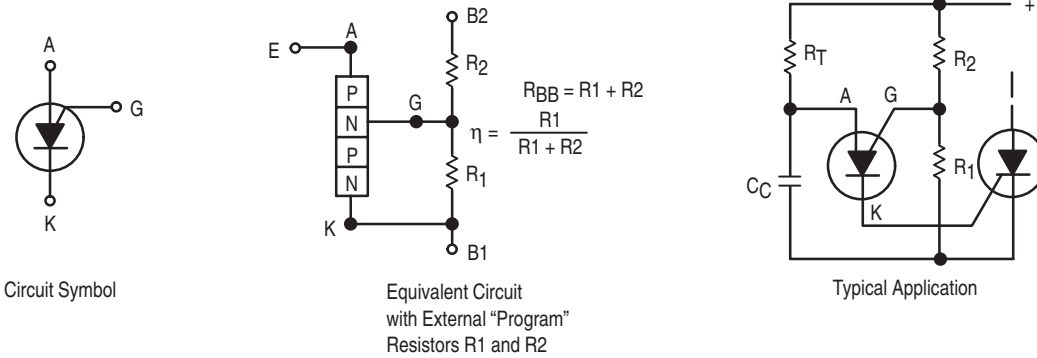 A
G
K
Circuit Symbol
B2
E
A
R2
P
N
P
N
G
RBB = R1 + R2
η = R1
R1 + R2
R1
K
B1
Equivalent Circuit
with External “Program”
Resistors R1 and R2
+
RT
R2
A
G
CC
R1
K
Typical Application